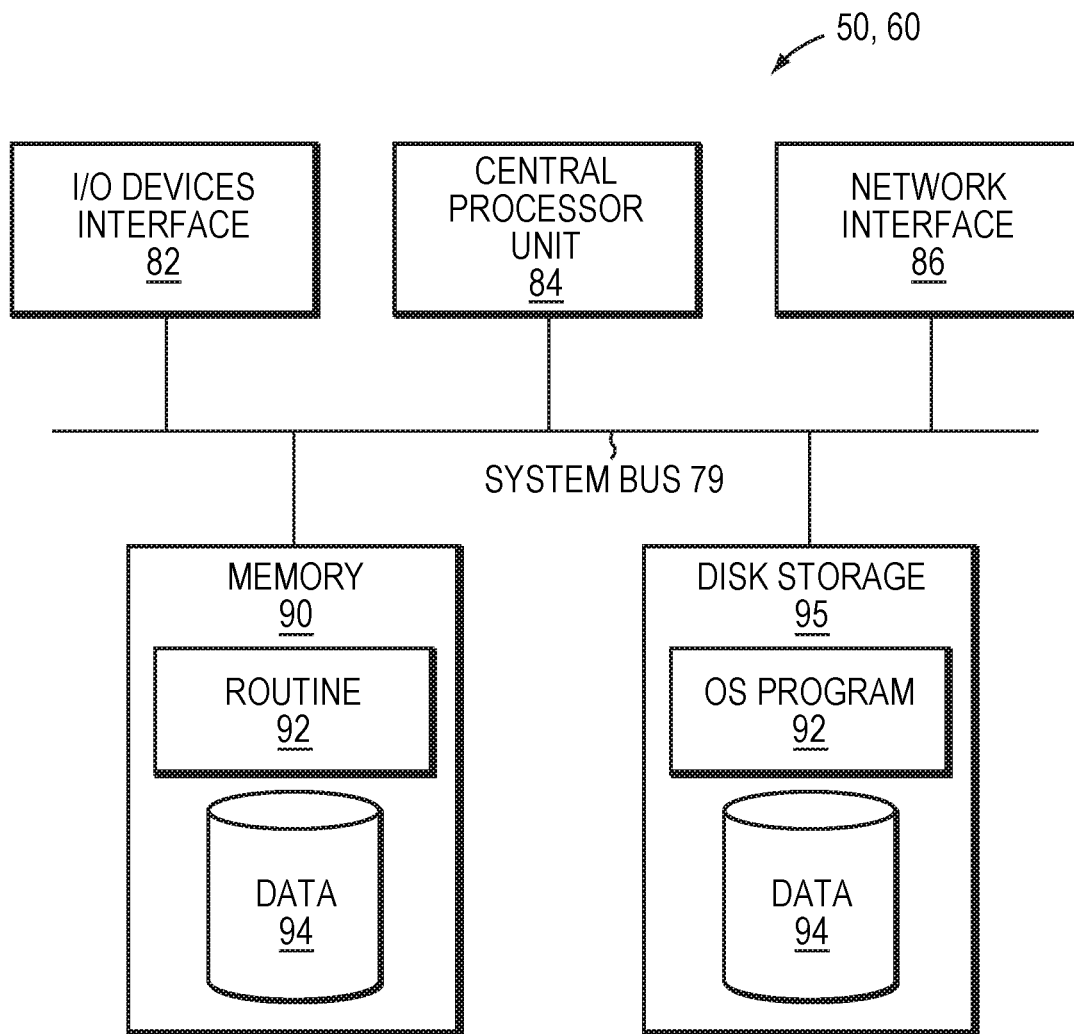 50, 60
I/O DEVICES
INTERFACE
82
CENTRAL
PROCESSOR
UNIT
84
NETWORK
INTERFACE
86
SYSTEM BUS 79
MEMORY
90
ROUTINE
92
DATA
94
DISK STORAGE
95
OS PROGRAM
92
DATA
94